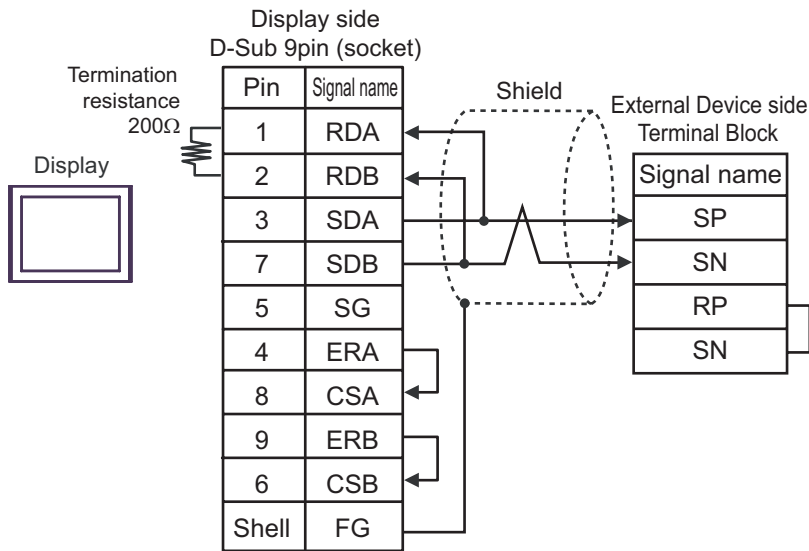 Display side
D-Sub 9pin (socket)
Termination
resistance
200Ω
Display
Pin Signal name
1 RDA
2 RDB
3 SDA
7 SDB
5 SG
4 ERA
8 CSA
9 ERB
6 CSB
Shell FG
Shield
External Device side
Terminal Block
Signal name
SP
SN
RP
SN